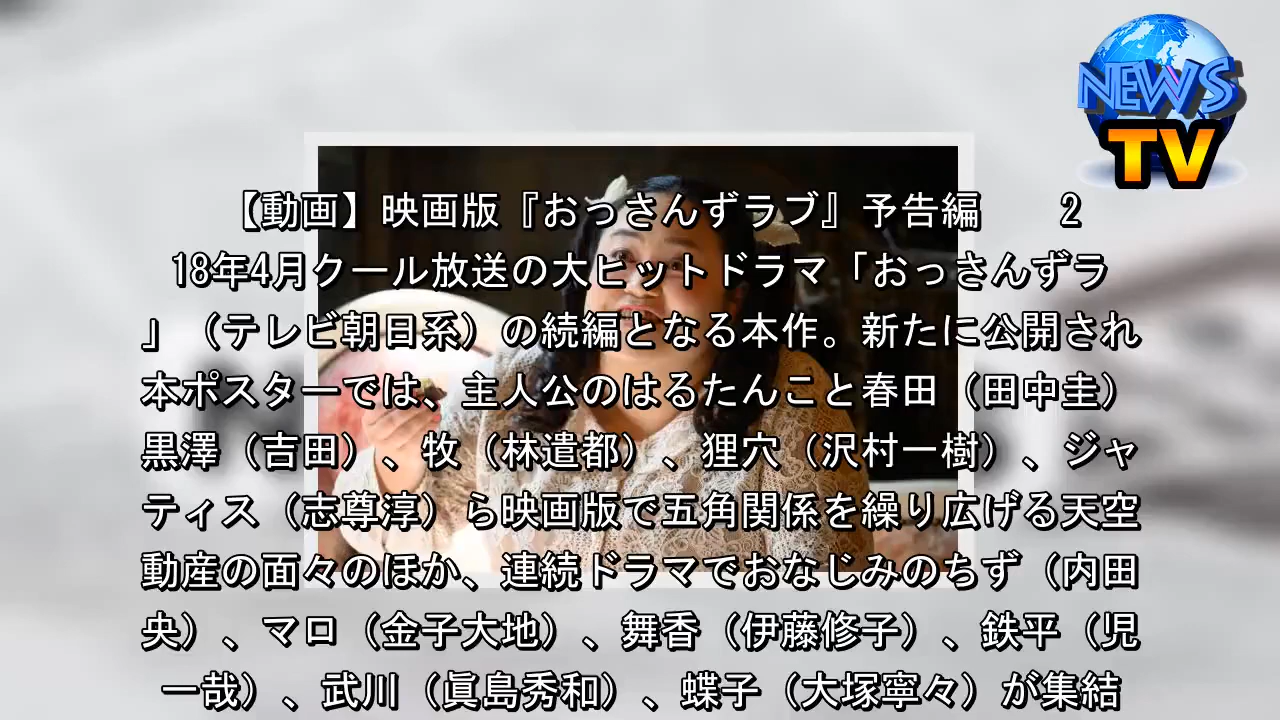 NEWS
TV
【動画】映画版『おっさんずラブ』予告編　　2
18年4月クール放送の大ヒットドラマ「おっさんずラ
」（テレビ朝日系）の続編となる本作。新たに公開され
本ポスターでは、主人公のはるたんこと春田（田中圭）
黒澤（吉田）、牧（林遣都）、狸穴（沢村一樹）、ジャ
ティス（志尊淳）ら映画版で五角関係を繰り広げる天空
動産の面々のほか、連続ドラマでおなじみのちず（内田
央）、マロ（金子大地）、舞香（伊藤修子）、鉄平（児
一哉）、武川（眞島秀和）、蝶子（大塚寧々）が集結